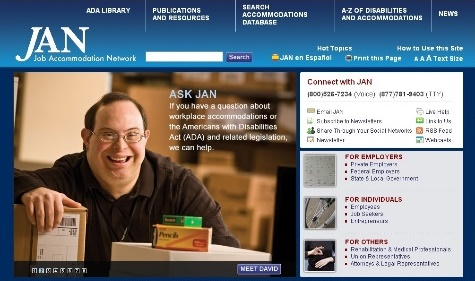 ADA LIBRARY
PUBLICATIONS
AND RESOURCES
SEARCH
ACCOMMODATIONS
DATABASE
A-Z OF DISABILITIES
AND ACCOMMODATIONS
NEWS
JAN
Job Accommodation Network
Search
Hot Topics
How to Use this Site
JAN en Español
Print this Page
A A A Text Size
ASK JAN
If you have a question about
workplace accommodations or
the Americans with Disabilities
Act (ADA) and related legislation,
we can help.
Pencils
MEET DAVID
Connect with JAN
(800)526-7234 (Voice) (877)781-9403 (TTY)
Email JAN
Live Help
Subscribe to Newsletters
Link to Us
Share Through Your Social Networks
RSS Feed
Newsletter
Webcasts
FOR EMPLOYERS
Private Employers
Federal Employers
State & Local Government
FOR INDIVIDUALS
Employees
Job Seekers
Entrepreneurs
FOR OTHERS
Rehabilitation & Medical Professionals
Union Representatives
Attorneys & Legal Representatives